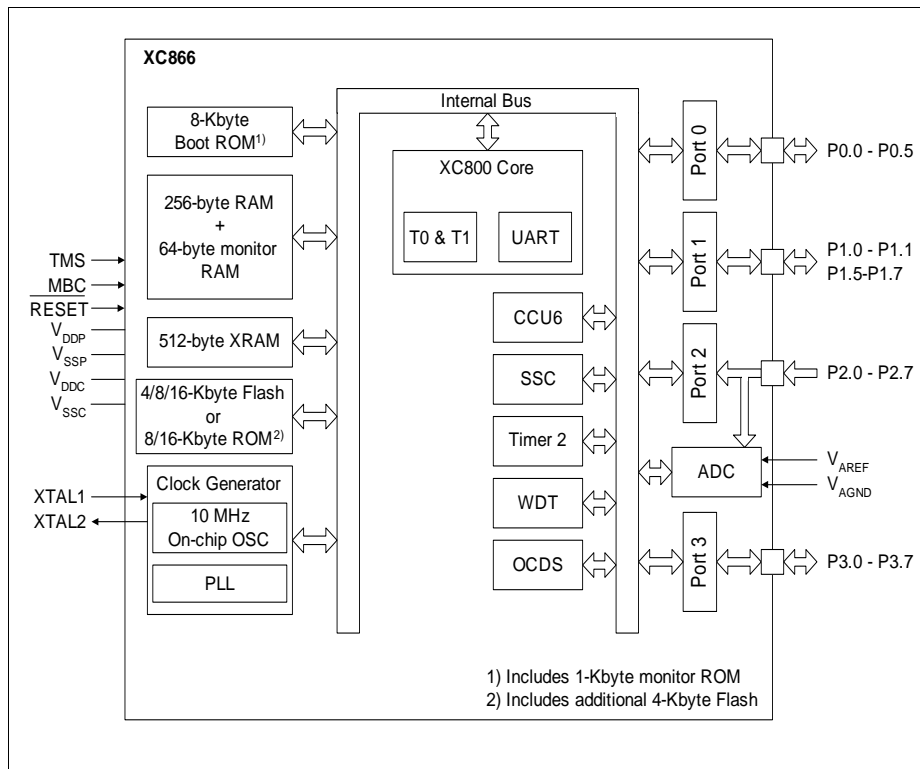 XC866
Internal Bus
8-Kbyte
Boot ROM1)
256-byte RAM
+
64-byte monitor
RAM
512-byte XRAM
4/8/16-Kbyte Flash
or
8/16-Kbyte ROM2)
Clock Generator
10 MHz
On-chip OSC
PLL
TMS
MBC
RESET
VDDP
VSSP
VDDC
VSSC
XTAL1
XTAL2
XC800 Core
T0 & T1
UART
CCU6
SSC
Timer 2
WDT
OCDS
Port 0
Port 1
Port 2
ADC
Port 3
P0.0 - P0.5
P1.0 - P1.1
P1.5-P1.7
P2.0 - P2.7
VAREF
VAGND
P3.0 - P3.7
1) Includes 1-Kbyte monitor ROM
2) Includes additional 4-Kbyte Flash